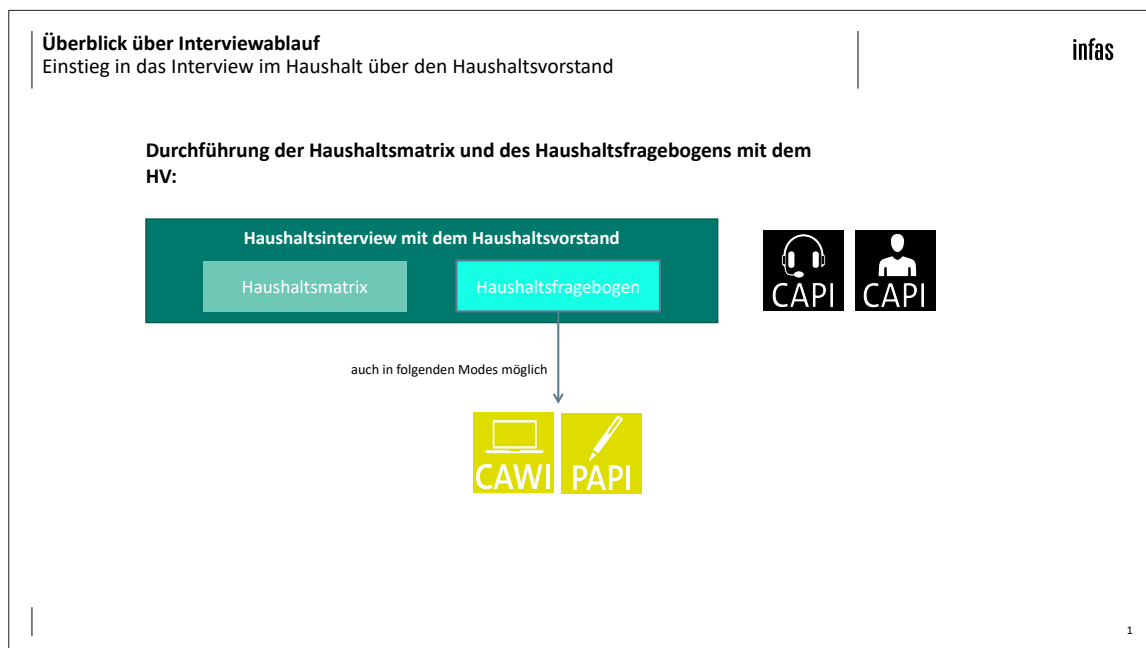 Überblick über Interviewablauf
Einstieg in das Interview im Haushalt über den Haushaltsvorstand
infas
Durchführung der Haushaltsmatrix und des Haushaltsfragebogens mit dem
HV:
Haushaltsinterview mit dem Haushaltsvorstand
Haushaltsmatrix
Haushaltsfragebogen
CAPI
CAPI
auch in folgenden Modes möglich
CAWI
PAPI
1